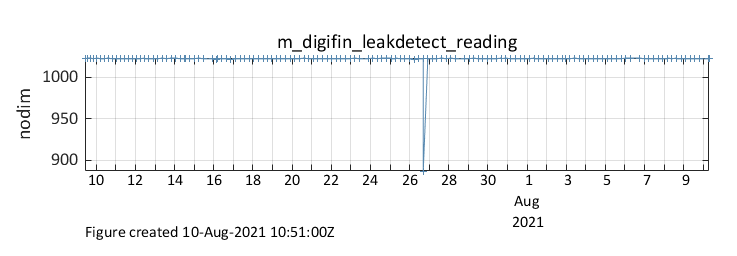 m_digifin_leakdetect_reading
nodim
1000
950
900
10 12 14 16 18 20 22 24 26 28 30 1 3 5 7 9
Aug
2021
Figure created 10-Aug-2021 10:51:00Z